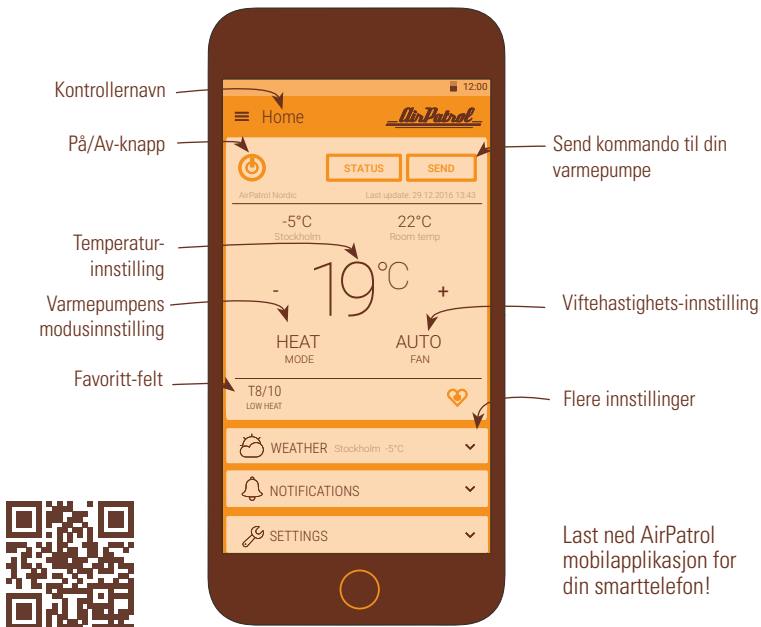 12:00
Kontrollernavn
Home
AirPatrol
På/Av-knapp
STATUS
SEND
Send kommando til din
varmepumpe
AirPatrol Nordic
Last update: 29.12.2016 13:43
-5°C
Stockholm
22°C
Room temp
Temperatur-
innstilling
- 19°C +
Varmepumpens
modusinnstilling
HEAT
MODE
AUTO
FAN
Viftehastighets-innstilling
Favoritt-felt
T8/10
LOW HEAT
Flere innstillinger
WEATHER Stockholm -5°C
NOTIFICATIONS
SETTINGS
Last ned AirPatrol
mobilapplikasjon for
din smarttelefon!